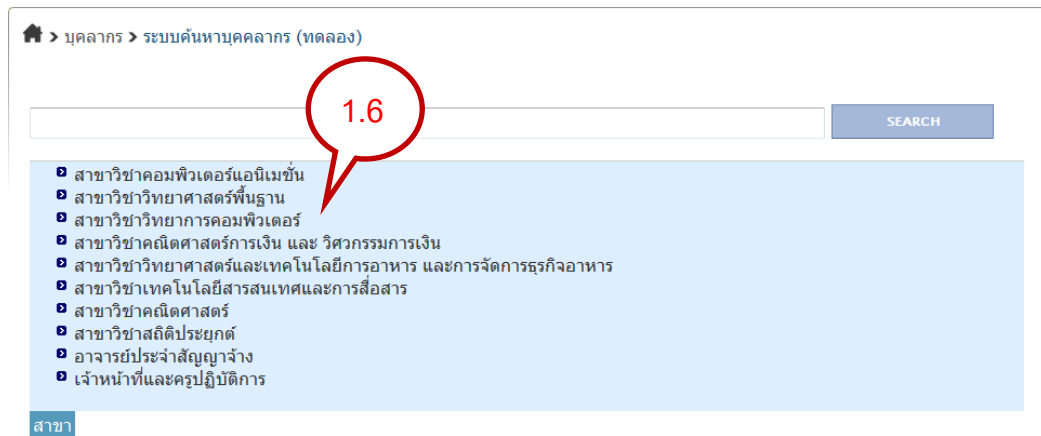 > บุคลากร > ระบบค้นหาบุคคลากร (ทดลอง)
1.6
SEARCH
สาขาวิชาคอมพิวเตอร์แอนิเมชั่น
สาขาวิชาวิทยาศาสตร์พื้นฐาน
สาขาวิชาวิทยาการคอมพิวเตอร์
สาขาวิชาคณิตศาสตร์การเงิน และ วิศวกรรมการเงิน
สาขาวิชาวิทยาศาสตร์และเทคโนโลยีการอาหาร และการจัดการธุรกิจอาหาร
สาขาวิชาเทคโนโลยีสารสนเทศและการสื่อสาร
สาขาวิชาคณิตศาสตร์
สาขาวิชาสถิติประยุกต์
อาจารย์ประจำสัญญาจ้าง
เจ้าหน้าที่และครูปฏิบัติการ
สาขา